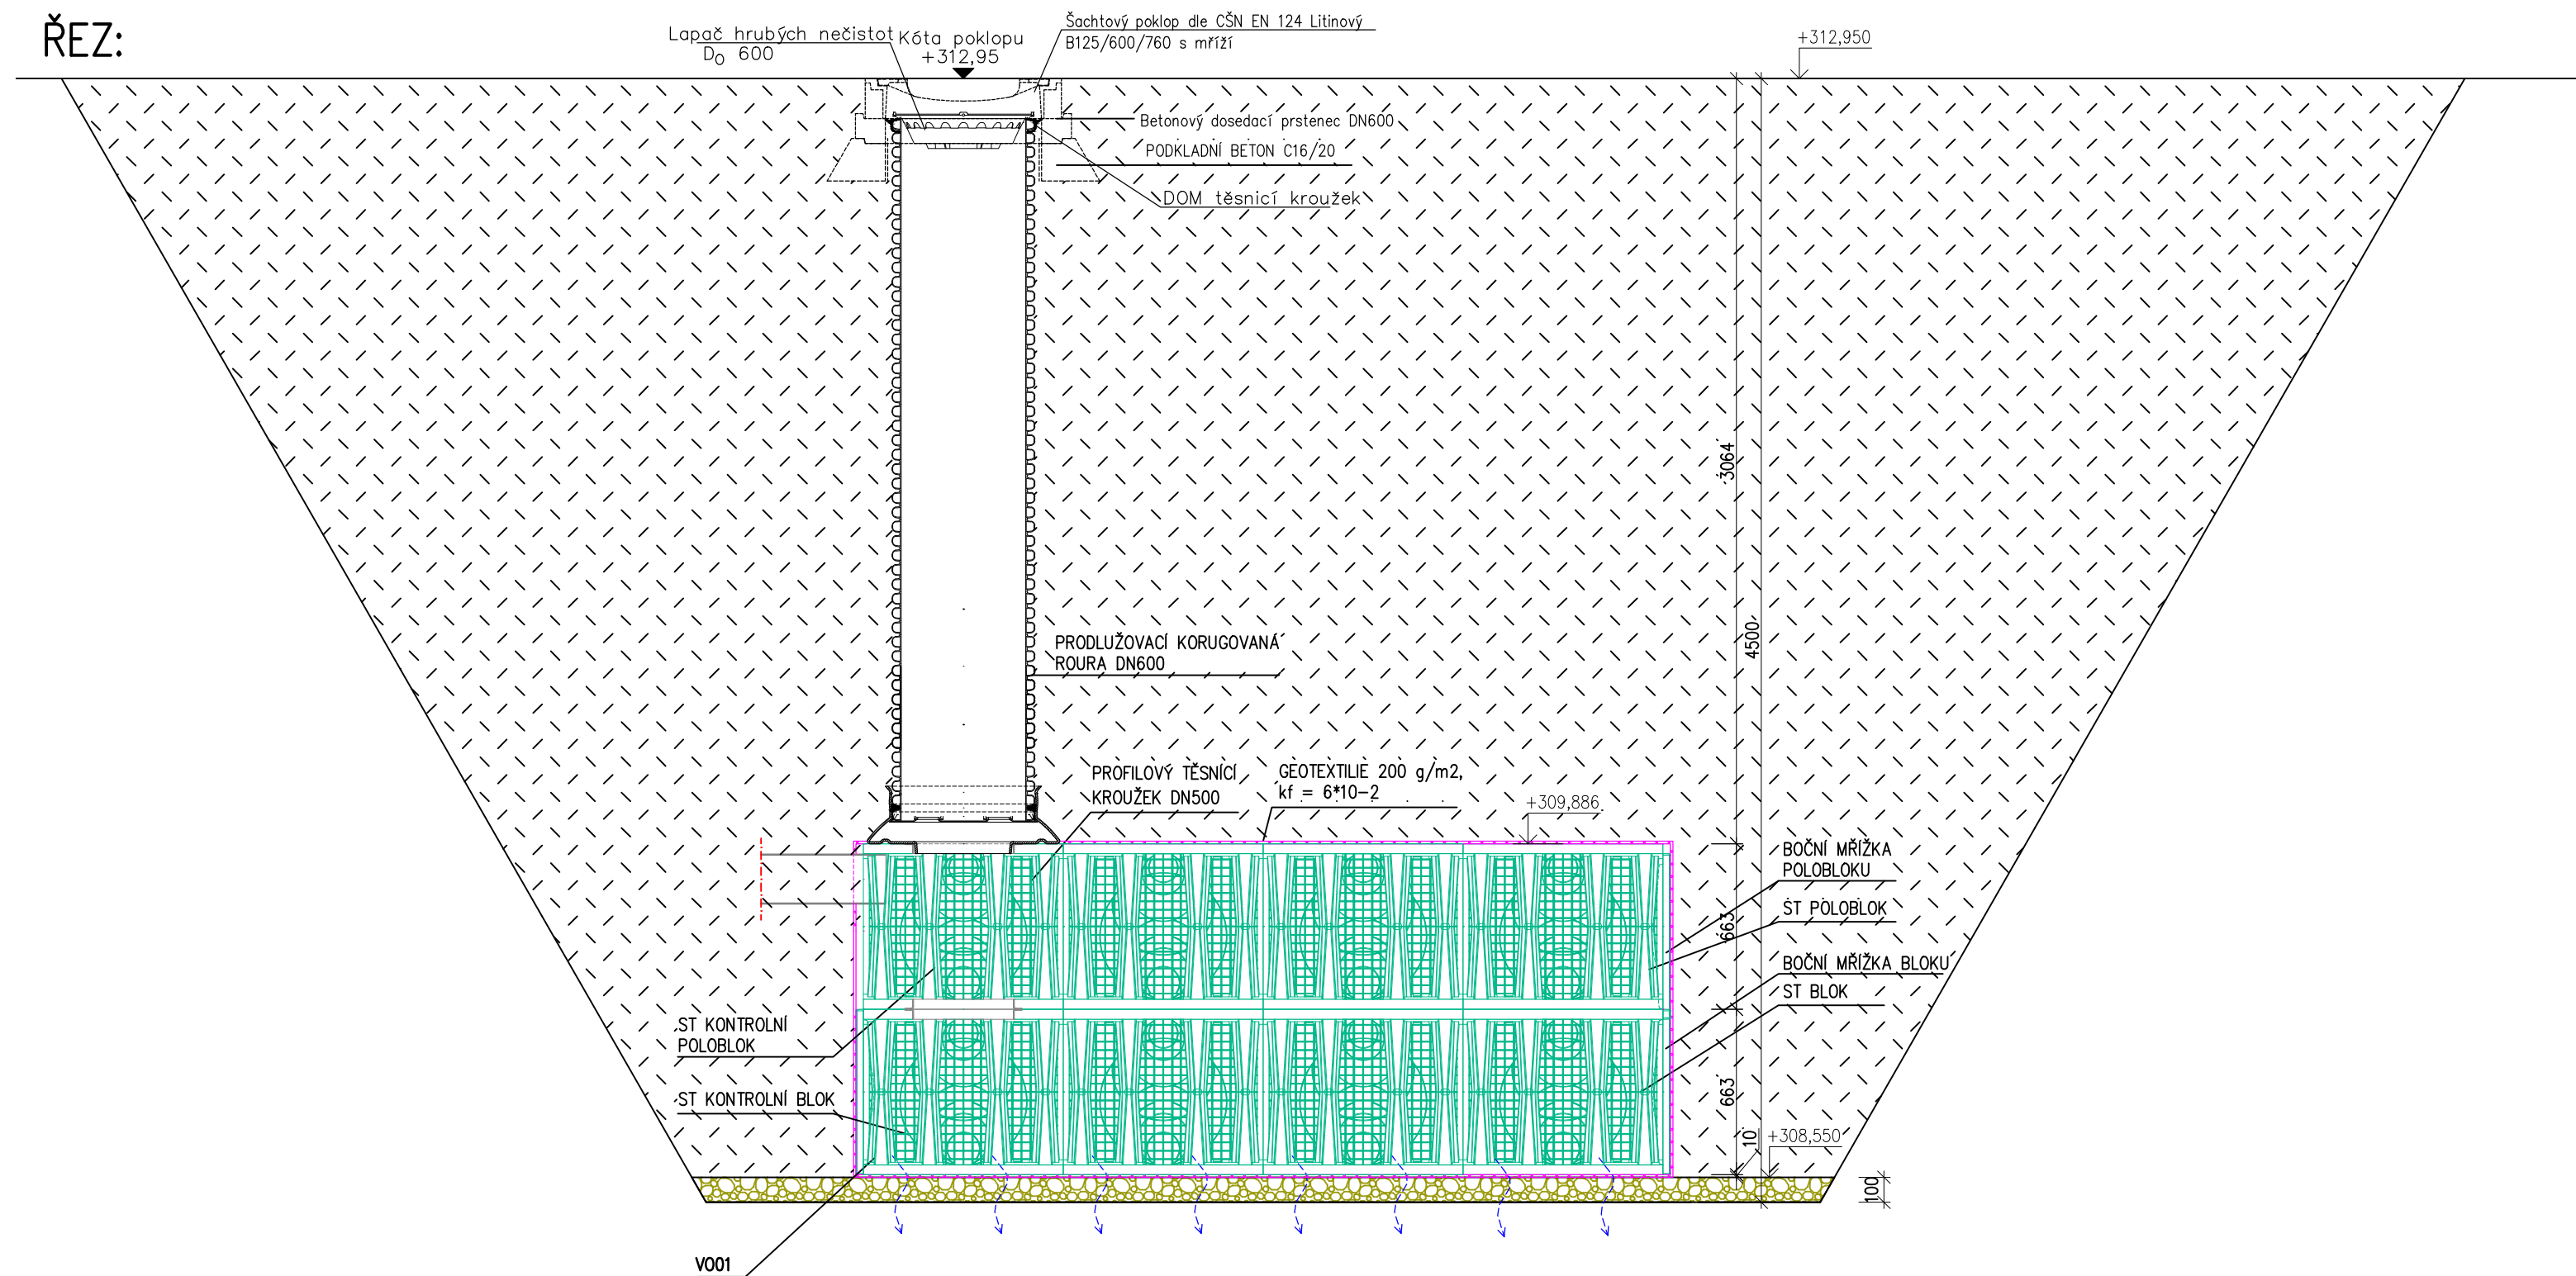 ŘEZ:
Lapač hrubých nečistot
DO 600
Kóta poklopu
+312,95
Šachtový poklop dle CŠN EN 124 Litinový
B125/600/760 s mříží
+312,950
Betonový dosedací prstenec DN600
PODKLADNÍ BETON C16/20
DOM těsnicí kroužek
3064
4500
PRODLUŽOVACÍ KORUGOVANÁ
ROURA DN600
PROFILOVÝ TĚSNÍCÍ
KROUŽEK DN500
GEOTEXTILIE 200 g/m2,
kf = 6*10-2
+309,886
BOČNÍ MŘÍŽKA
POLOBLOKU
ST POLOBLOK
663
BOČNÍ MŘÍŽKA BLOKU
ST BLOK
ST KONTROLNÍ
POLOBLOK
ST KONTROLNÍ BLOK
663
10
+308,550
100
V001